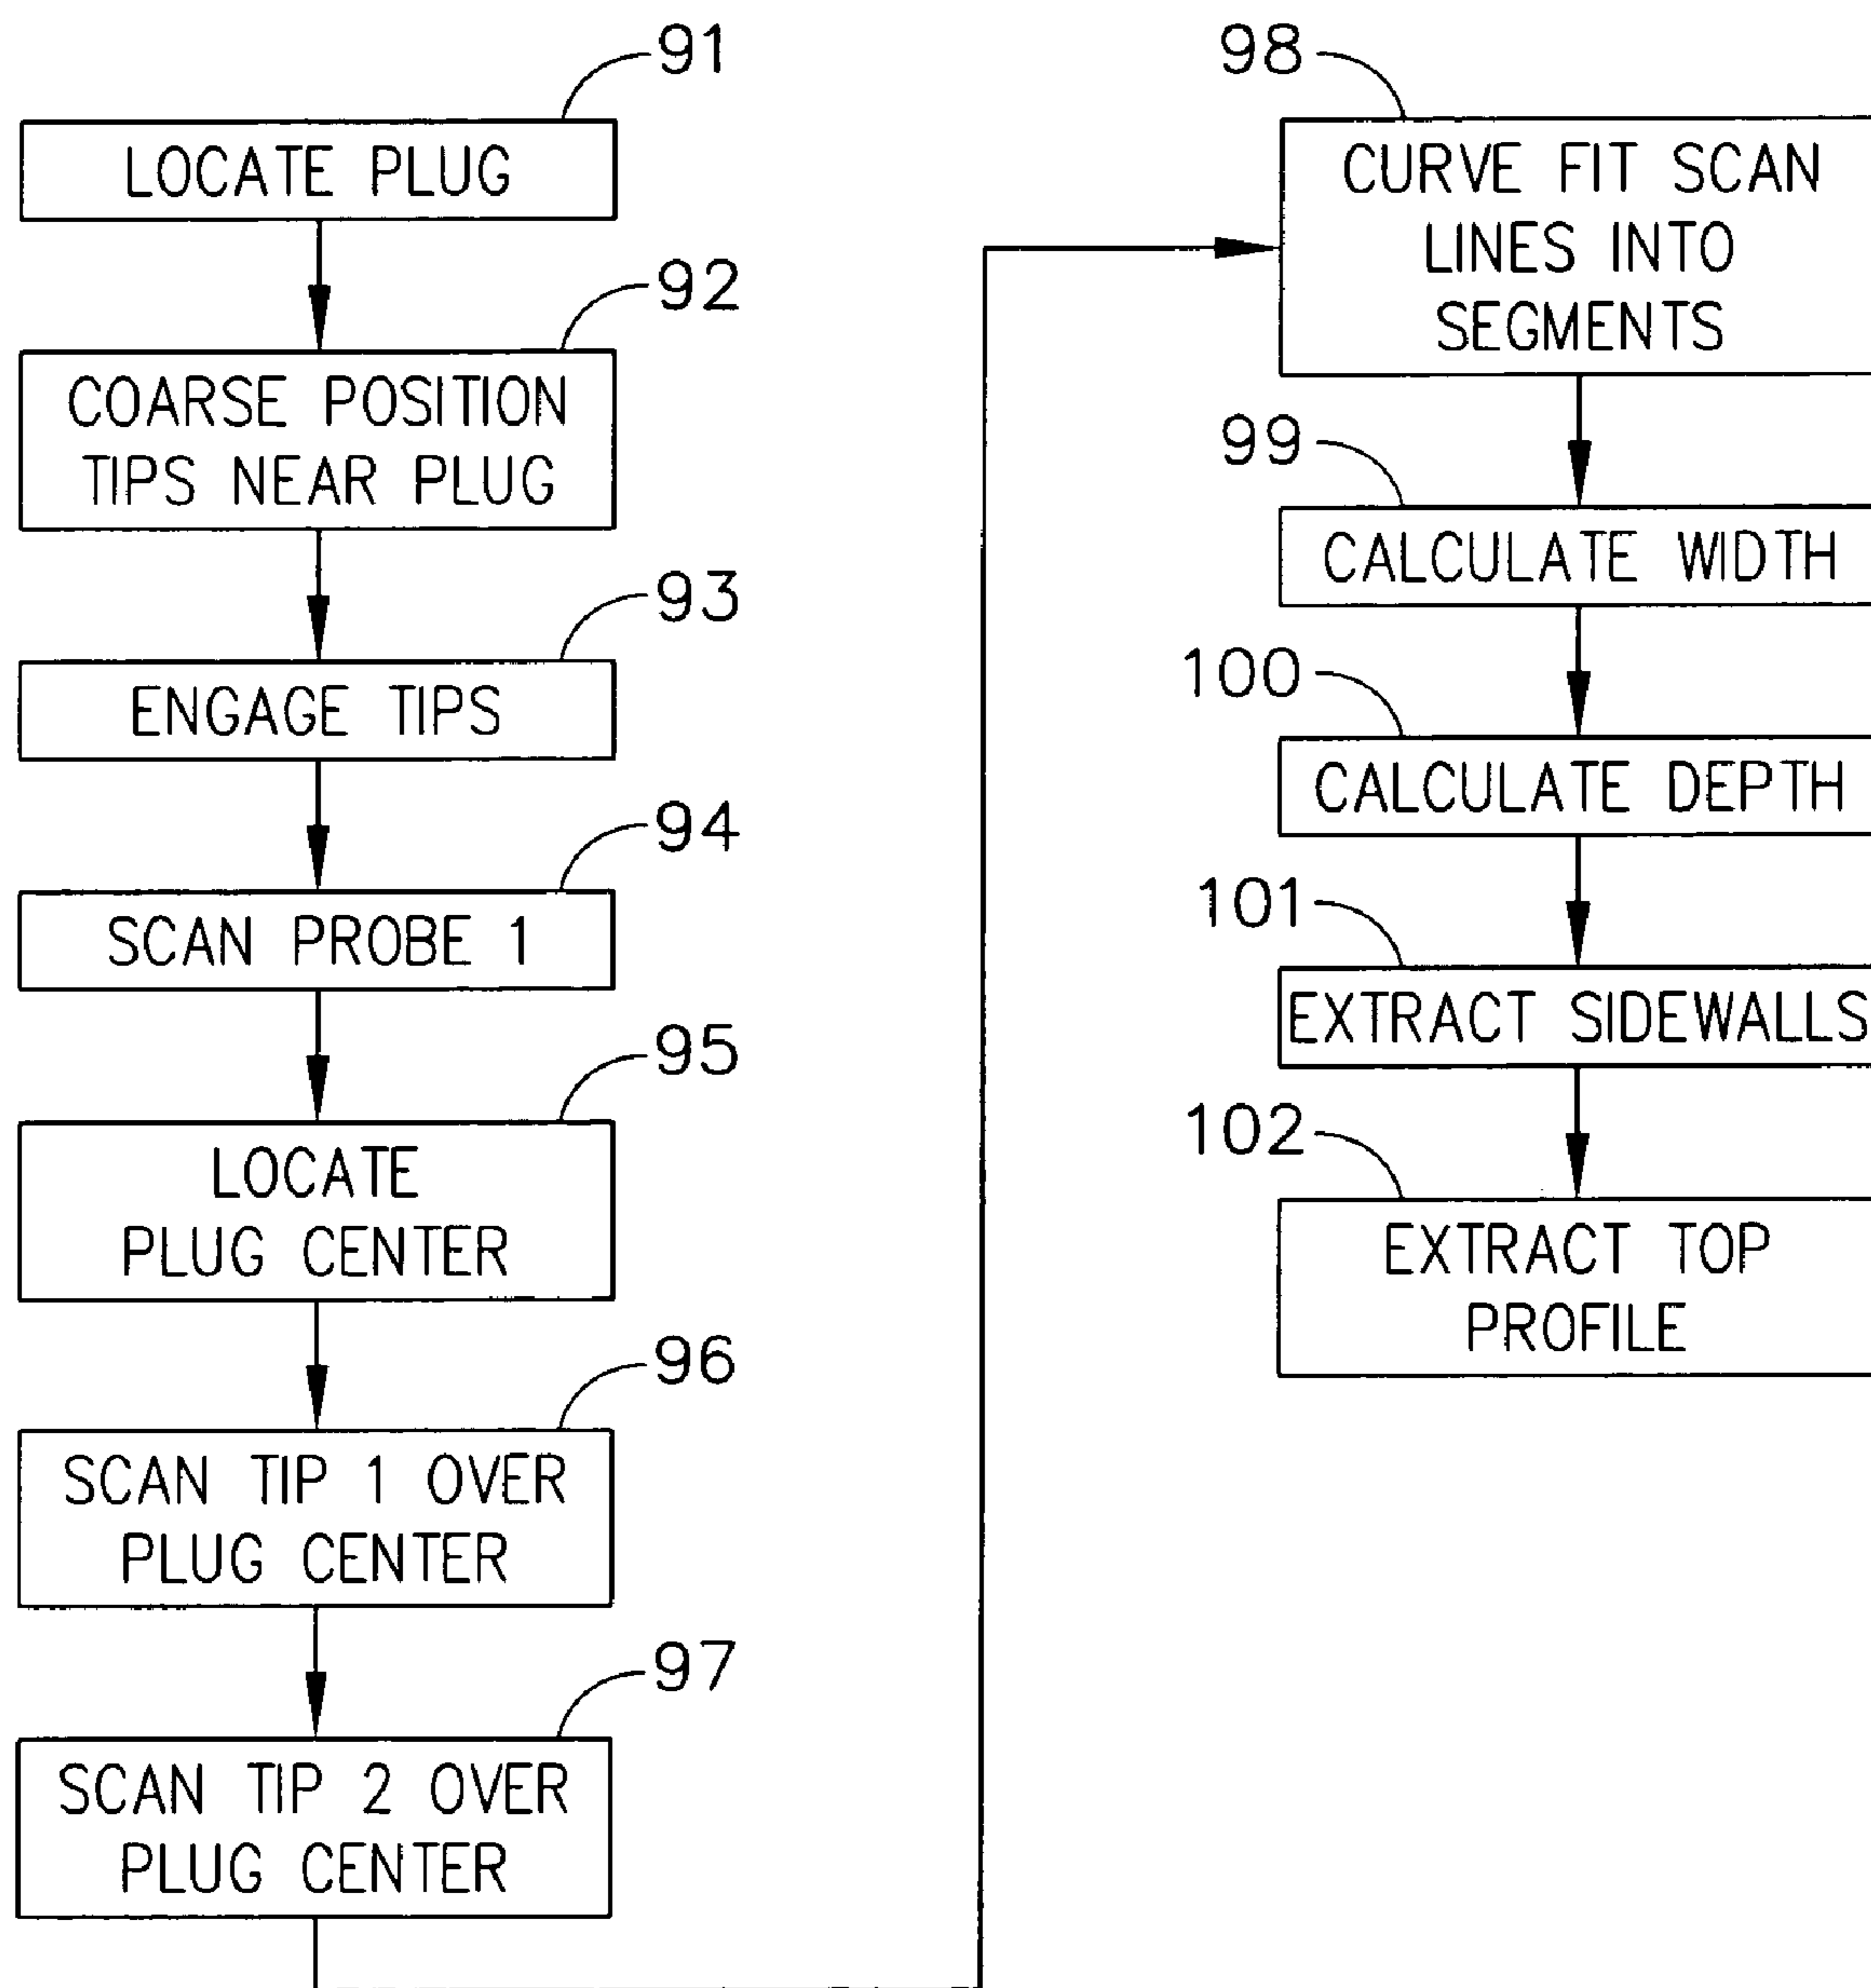 91
LOCATE PLUG
92
COARSE POSITION
TIPS NEAR PLUG
93
ENGAGE TIPS
94
SCAN PROBE 1
95
LOCATE
PLUG CENTER
96
SCAN TIP 1 OVER
PLUG CENTER
97
SCAN TIP 2 OVER
PLUG CENTER
98
CURVE FIT SCAN
LINES INTO
SEGMENTS
99
CALCULATE WIDTH
100
CALCULATE DEPTH
101
EXTRACT SIDEWALLS
102
EXTRACT TOP
PROFILE